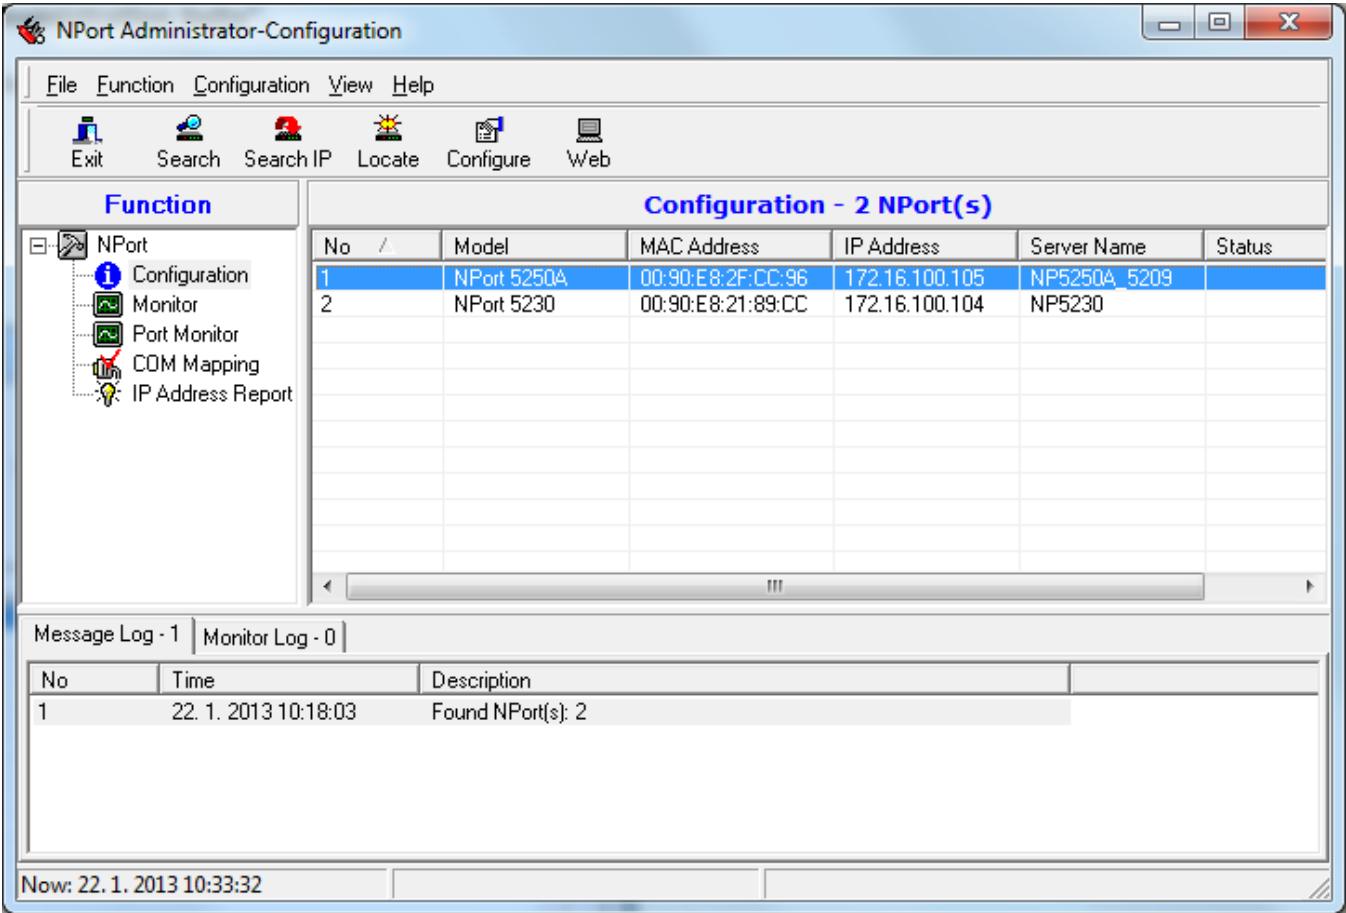 NPort Administrator-Configuration
File Function Configuration View Help
Exit Search Search IP Locate Configure Web
Function
Configuration - 2 NPort(s)
NPort
Configuration
Monitor
Port Monitor
COM Mapping
IP Address Report
No Model MAC Address IP Address Server Name Status
1 NPort 5250A 00:90:E8:2F:CC:96 172.16.100.105 NP5250A_5209
2 NPort 5230 00:90:E8:21:89:CC 172.16.100.104 NP5230
Message Log - 1 Monitor Log - 0
No Time Description
1 22. 1. 2013 10:18:03 Found NPort(s): 2
Now: 22. 1. 2013 10:33:32